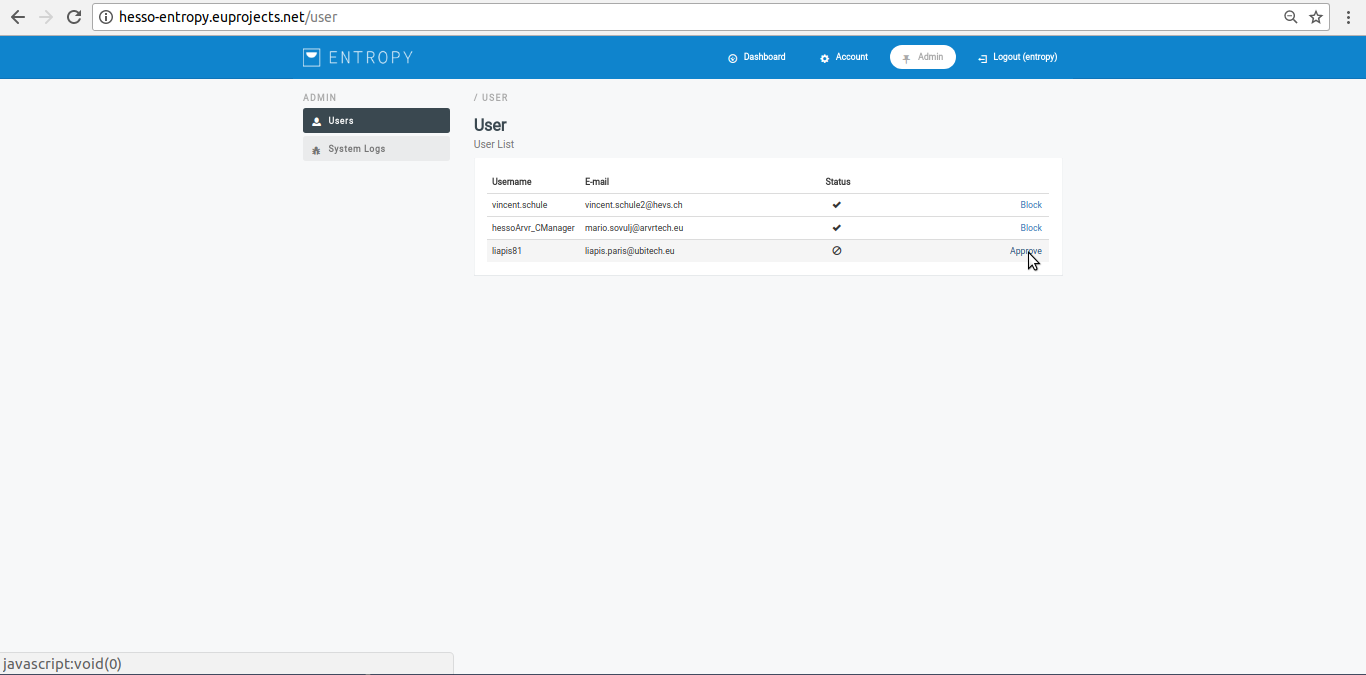 hesso-entropy.euprojects.net/user
ENTROPY Dashboard Account Admin Logout (entropy)
ADMIN
Users
System Logs
/ USER
User
User List
Username E-mail Status
vincent.schule vincent.schule2@hevs.ch Block
hessoArvr_CManager mario.sovulj@arvrtech.eu Block
liapis81 liapis.paris@ubitech.eu Approve
javascript:void(0)